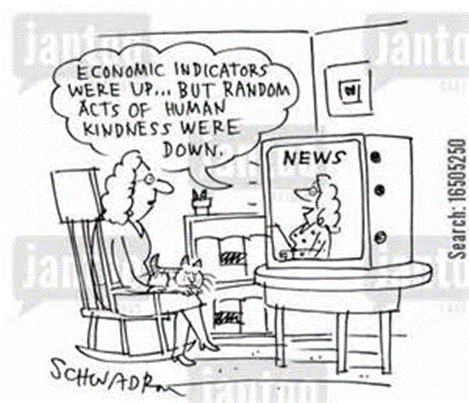 ECONOMIC INDICATORS
WERE UP... BUT RANDOM
ACTS OF HUMAN
KINDNESS WERE
DOWN.
NEWS
SCHWADRON
Search: 16505250